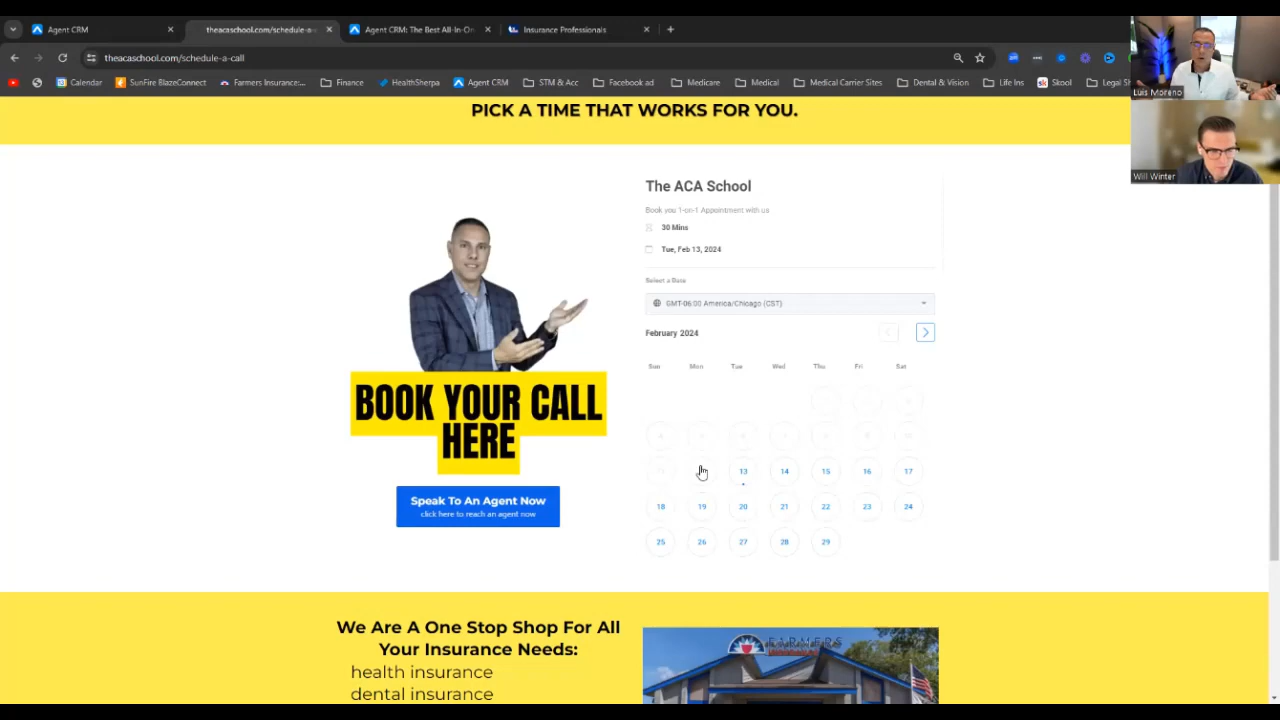 Agent CRM
theacaschool.com/schedule-a-c
Agent CRM: The Best All-In-On
Insurance Professionals
theacaschool.com/schedule-a-call
Calendar
SunFire BlazeConnect
Farmers Insurance:...
Finance
HealthSherpa
Agent CRM
STM & Acc
Facebook ad
Medicare
Medical
Medical Carrier Sites
Dental & Vision
Life Ins
Skool
Legal Sh
Luis Moreno
Will Winter
PICK A TIME THAT WORKS FOR YOU.
The ACA School
Book you 1-on-1 Appointment with us
30 Mins
Tue, Feb 13, 2024
Select a Date
GMT-06:00 America/Chicago (CST)
February 2024
Sun Mon Tue Wed Thu Fri Sat
13 14 15 16 17
18 19 20 21 22 23 24
25 26 27 28 29
BOOK YOUR CALL
HERE
Speak To An Agent Now
click here to reach an agent now
We Are A One Stop Shop For All
Your Insurance Needs:
health insurance
dental insurance
FARMERS